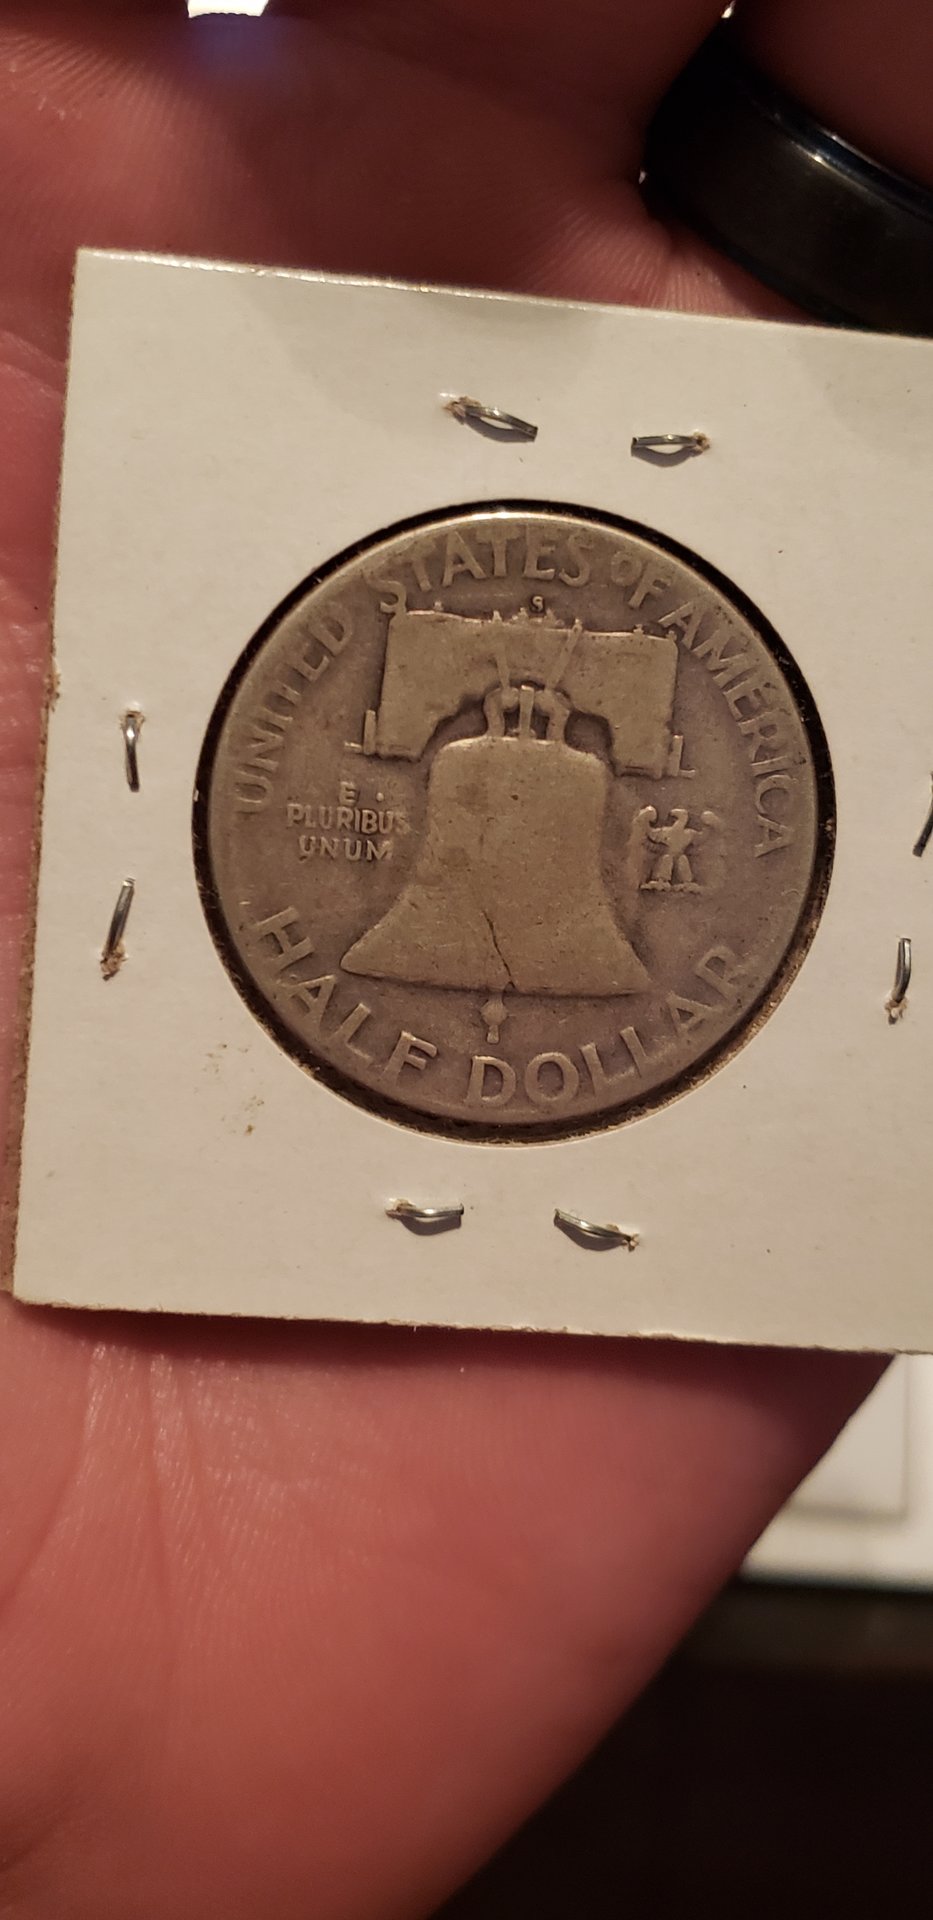 UNITED STATES OF AMERICA
S
E
PLURIBUS
UNUM
HALF DOLLAR